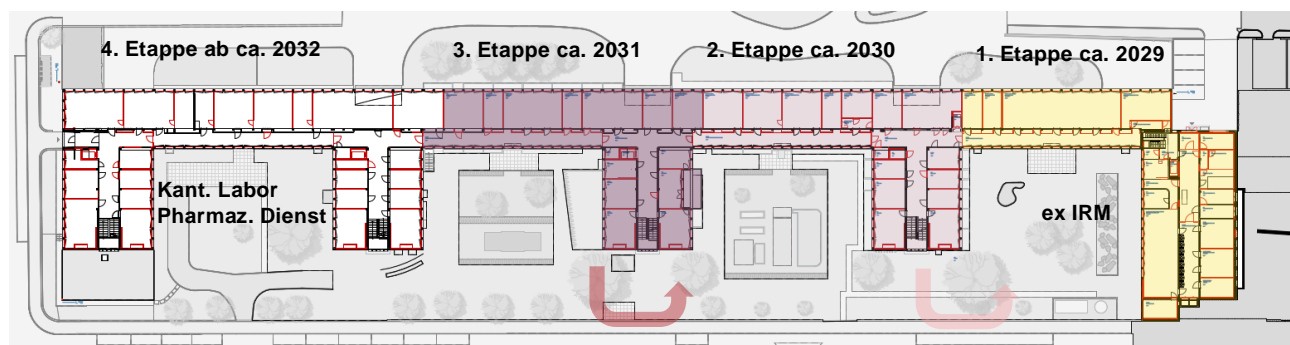 4. Etappe ab ca. 2032
3. Etappe ca. 2031
2. Etappe ca. 2030
1. Etappe ca. 2029
Kant. Labor
Pharmaz. Dienst
ex IRM